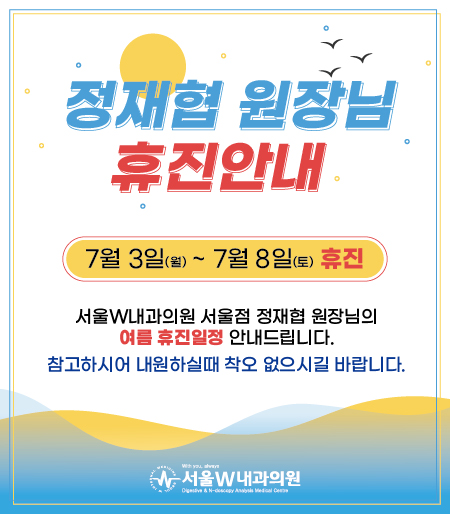 정재협 원장님
휴진안내
7월 3일(월) ~ 7월 8일(토) 휴진
서울W내과의원 서울점 정재협 원장님의
여름 휴진일정 안내드립니다.
참고하시어 내원하실때 착오 없으시길 바랍니다.
With you, always
서울W내과의원
Digestive & N-doscopy Analysis Medical Centre